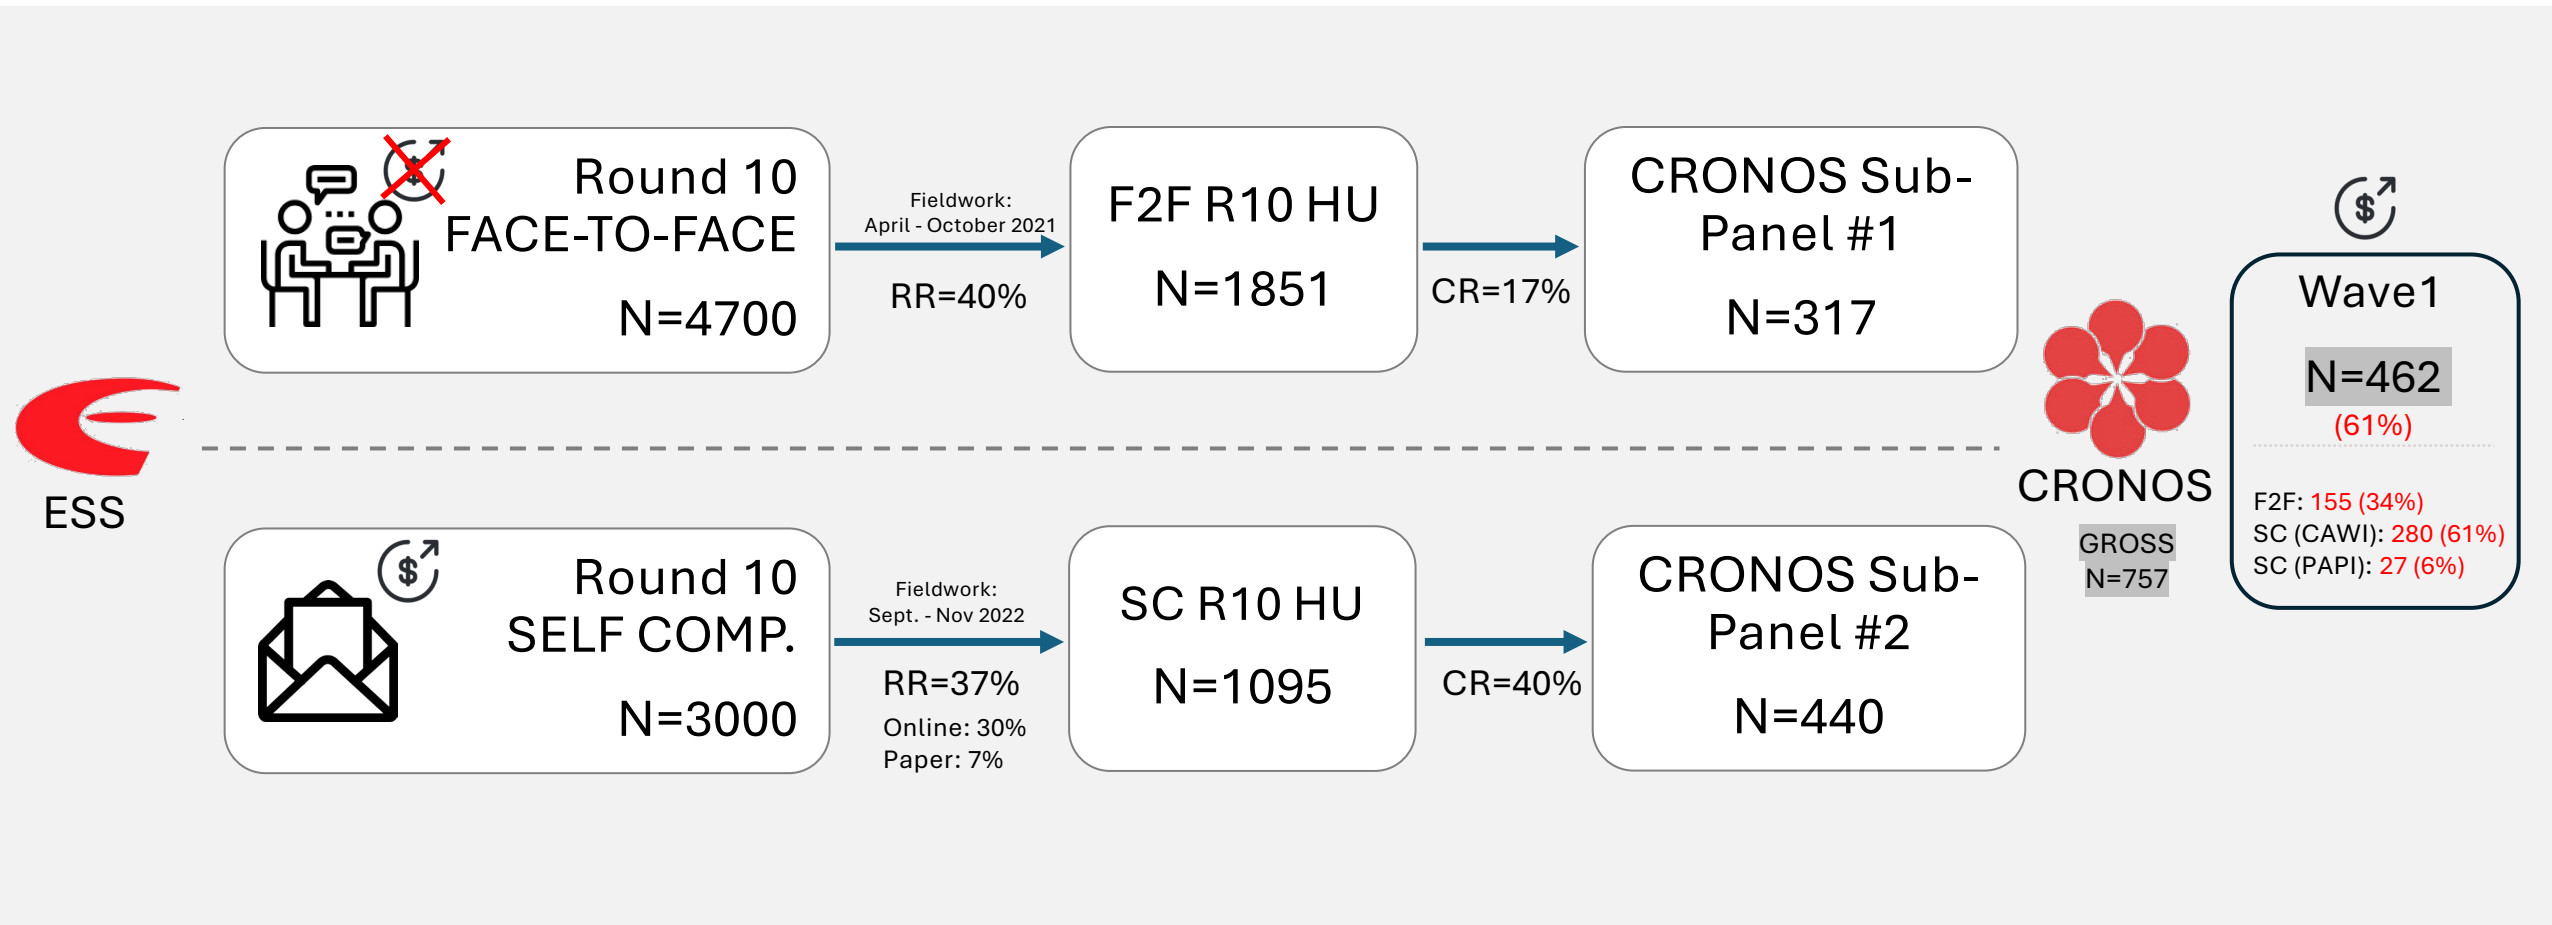 Round 10
FACE-TO-FACE
N=4700
Fieldwork:
April - October 2021
RR=40%
F2F R10 HU
N=1851
CR=17%
CRONOS Sub-
Panel #1
N=317
ESS
Round 10
SELF COMP.
N=3000
Fieldwork:
Sept. - Nov 2022
RR=37%
Online: 30%
Paper: 7%
SC R10 HU
N=1095
CR=40%
CRONOS Sub-
Panel #2
N=440
CRONOS
GROSS
N=757
Wave1
N=462
(61%)
F2F: 155 (34%)
SC (CAWI): 280 (61%)
SC (PAPI): 27 (6%)